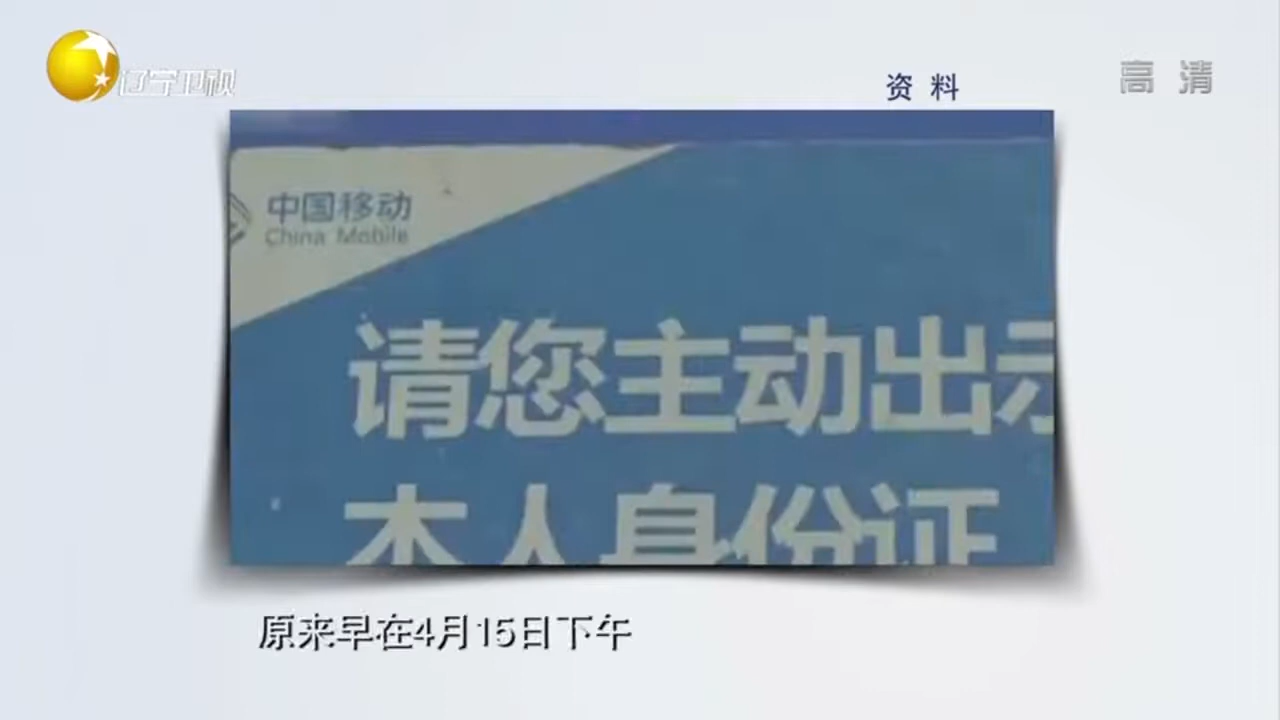 辽宁卫视
高清
资料
中国移动
China Mobile
请您主动出示
本人身份证
原来早在4月15日下午